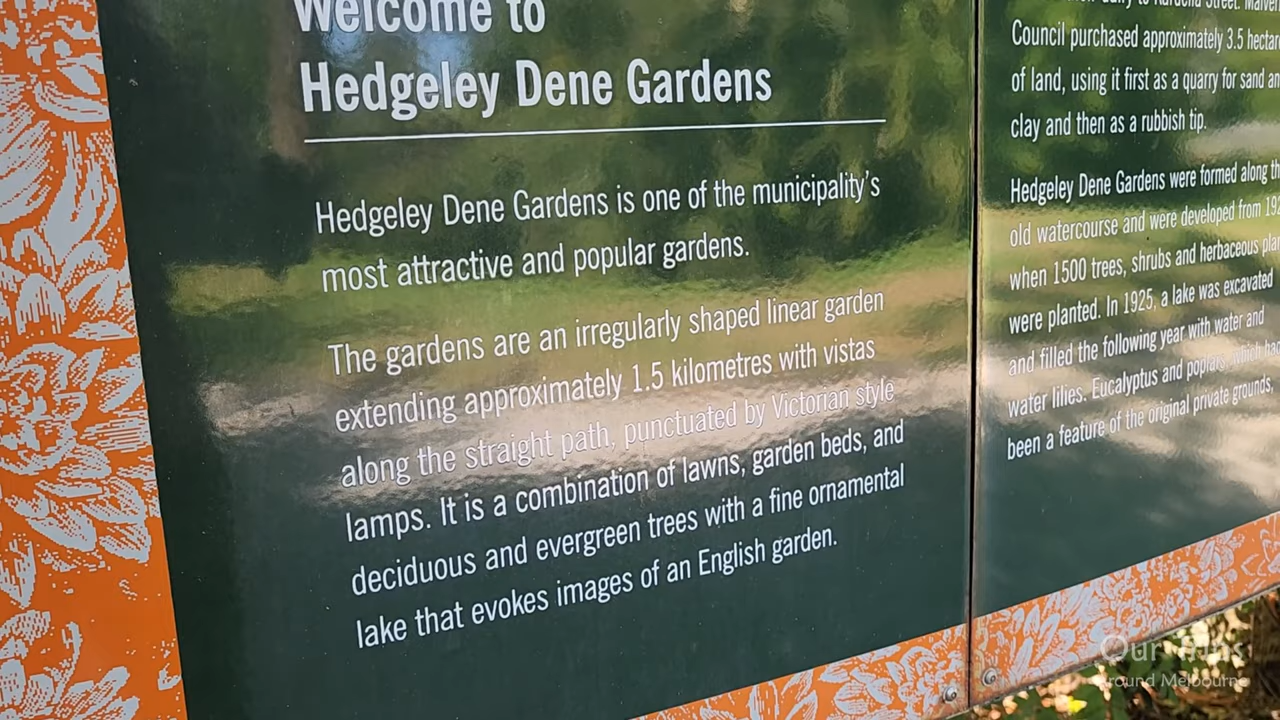 Welcome to
Hedgeley Dene Gardens
Hedgeley Dene Gardens is one of the municipality's
most attractive and popular gardens.
The gardens are an irregularly shaped linear garden
extending approximately 1.5 kilometres with vistas
along the straight path, punctuated by Victorian style
lamps. It is a combination of lawns, garden beds, and
deciduous and evergreen trees with a fine ornamental
lake that evokes images of an English garden.
to Street.
Council purchased approximately 3.5
of land, using it first as a quarry for sand
clay and then as a rubbish tip.
Hedgeley Dene Gardens were formed along
old watercourse and were developed from
when 1500 trees, shrubs and herbaceous
were planted. In 1925, a lake was excavated
and filled the following year with water and
water lilies. Eucalyptus and poplars, which
been a feature of the original private grounds,
Our
Around Melbourne